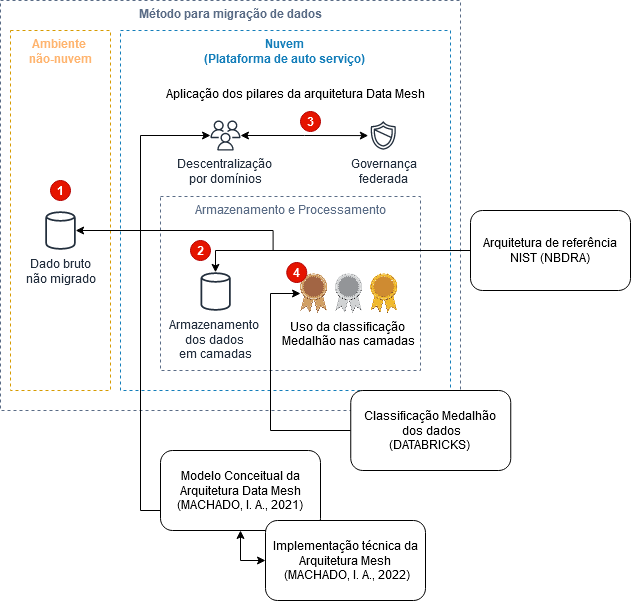 Método para migração de dados
Ambiente
não-nuvem
Nuvem
(Plataforma de auto serviço)
Aplicação dos pilares da arquitetura Data Mesh
3
Descentralização
por domínios
Governança
federada
1
Dado bruto
não migrado
Armazenamento e Processamento
2
Armazenamento
dos dados
em camadas
4
Uso da classificação
Medalhão nas camadas
Arquitetura de referência
NIST (NBDRA)
Classificação Medalhão
dos dados
(DATABRICKS)
Modelo Conceitual da
Arquitetura Data Mesh
(MACHADO, I. A., 2021)
Implementação técnica da
Arquitetura Mesh
(MACHADO, I. A., 2022)